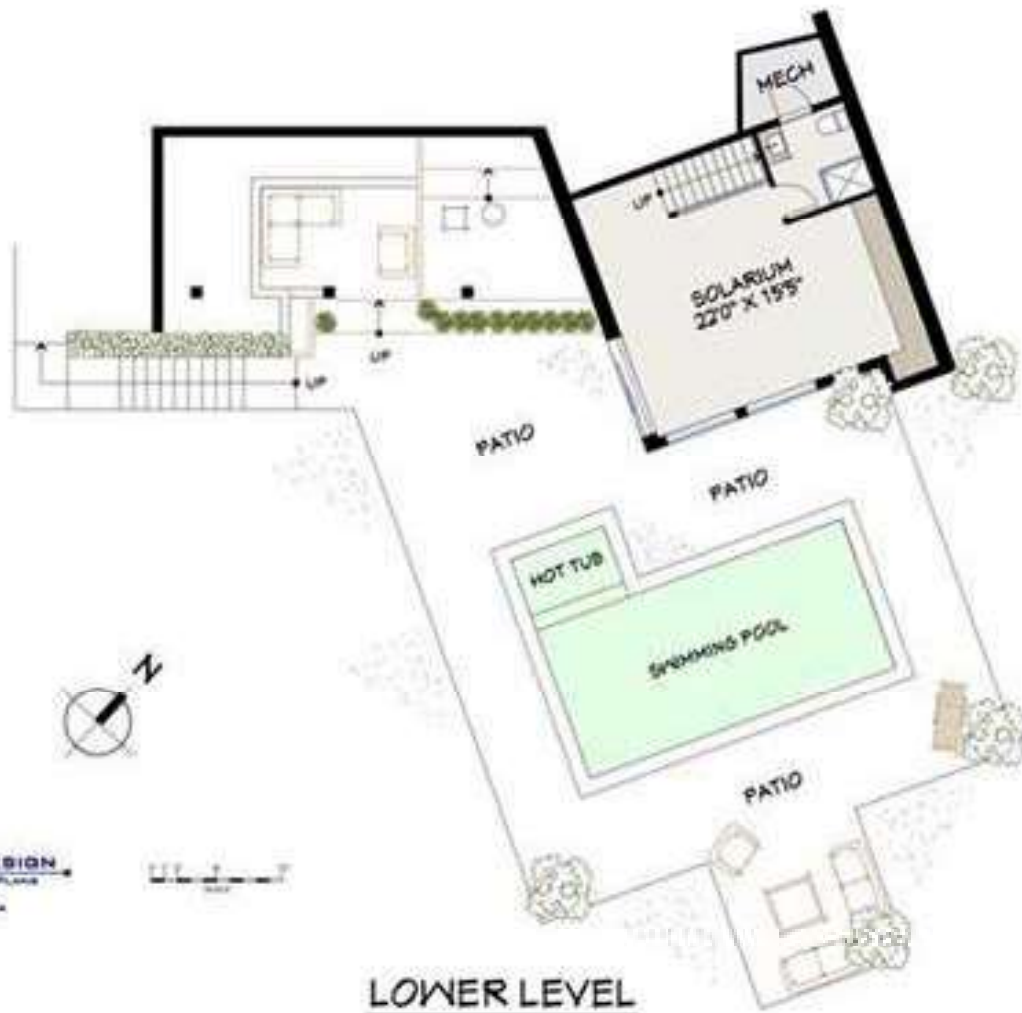 MECH
UP
SOLARIUM
22'0" X 15'5"
UP
UP
PATIO
PATIO
HOT TUB
SWIMMING POOL
N
PATIO
SIGN
PLANS
LOWER LEVEL